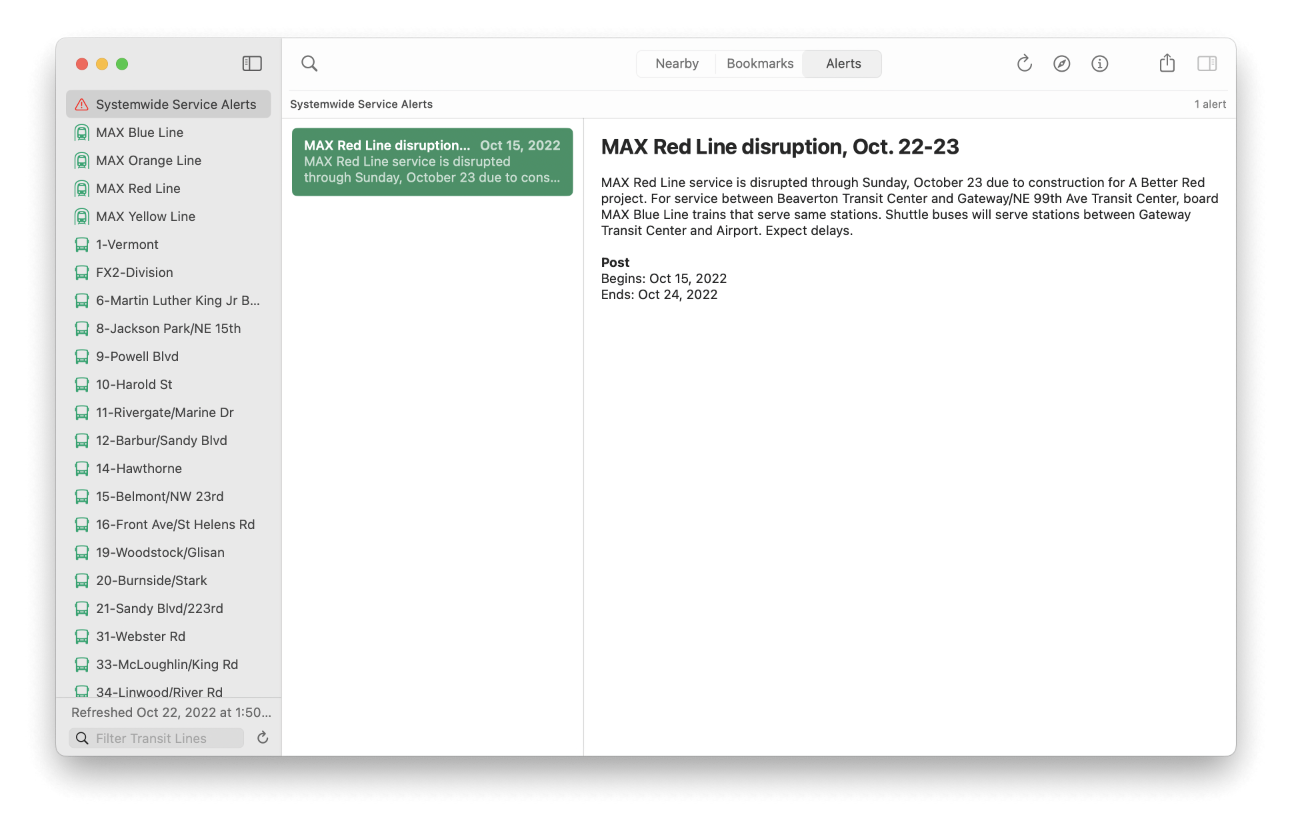 Nearby
Bookmarks
Alerts
Systemwide Service Alerts
MAX Blue Line
MAX Orange Line
MAX Red Line
MAX Yellow Line
1-Vermont
FX2-Division
6-Martin Luther King Jr B...
8-Jackson Park/NE 15th
9-Powell Blvd
10-Harold St
11-Rivergate/Marine Dr
12-Barbur/Sandy Blvd
14-Hawthorne
15-Belmont/NW 23rd
16-Front Ave/St Helens Rd
19-Woodstock/Glisan
20-Burnside/Stark
21-Sandy Blvd/223rd
31-Webster Rd
33-McLoughlin/King Rd
34-Linwood/River Rd
Refreshed Oct 22, 2022 at 1:50...
Filter Transit Lines
Systemwide Service Alerts
1 alert
MAX Red Line disruption... Oct 15, 2022
MAX Red Line service is disrupted
through Sunday, October 23 due to cons...
MAX Red Line disruption, Oct. 22-23
MAX Red Line service is disrupted through Sunday, October 23 due to construction for A Better Red
project. For service between Beaverton Transit Center and Gateway/NE 99th Ave Transit Center, board
MAX Blue Line trains that serve same stations. Shuttle buses will serve stations between Gateway
Transit Center and Airport. Expect delays.
Post
Begins: Oct 15, 2022
Ends: Oct 24, 2022